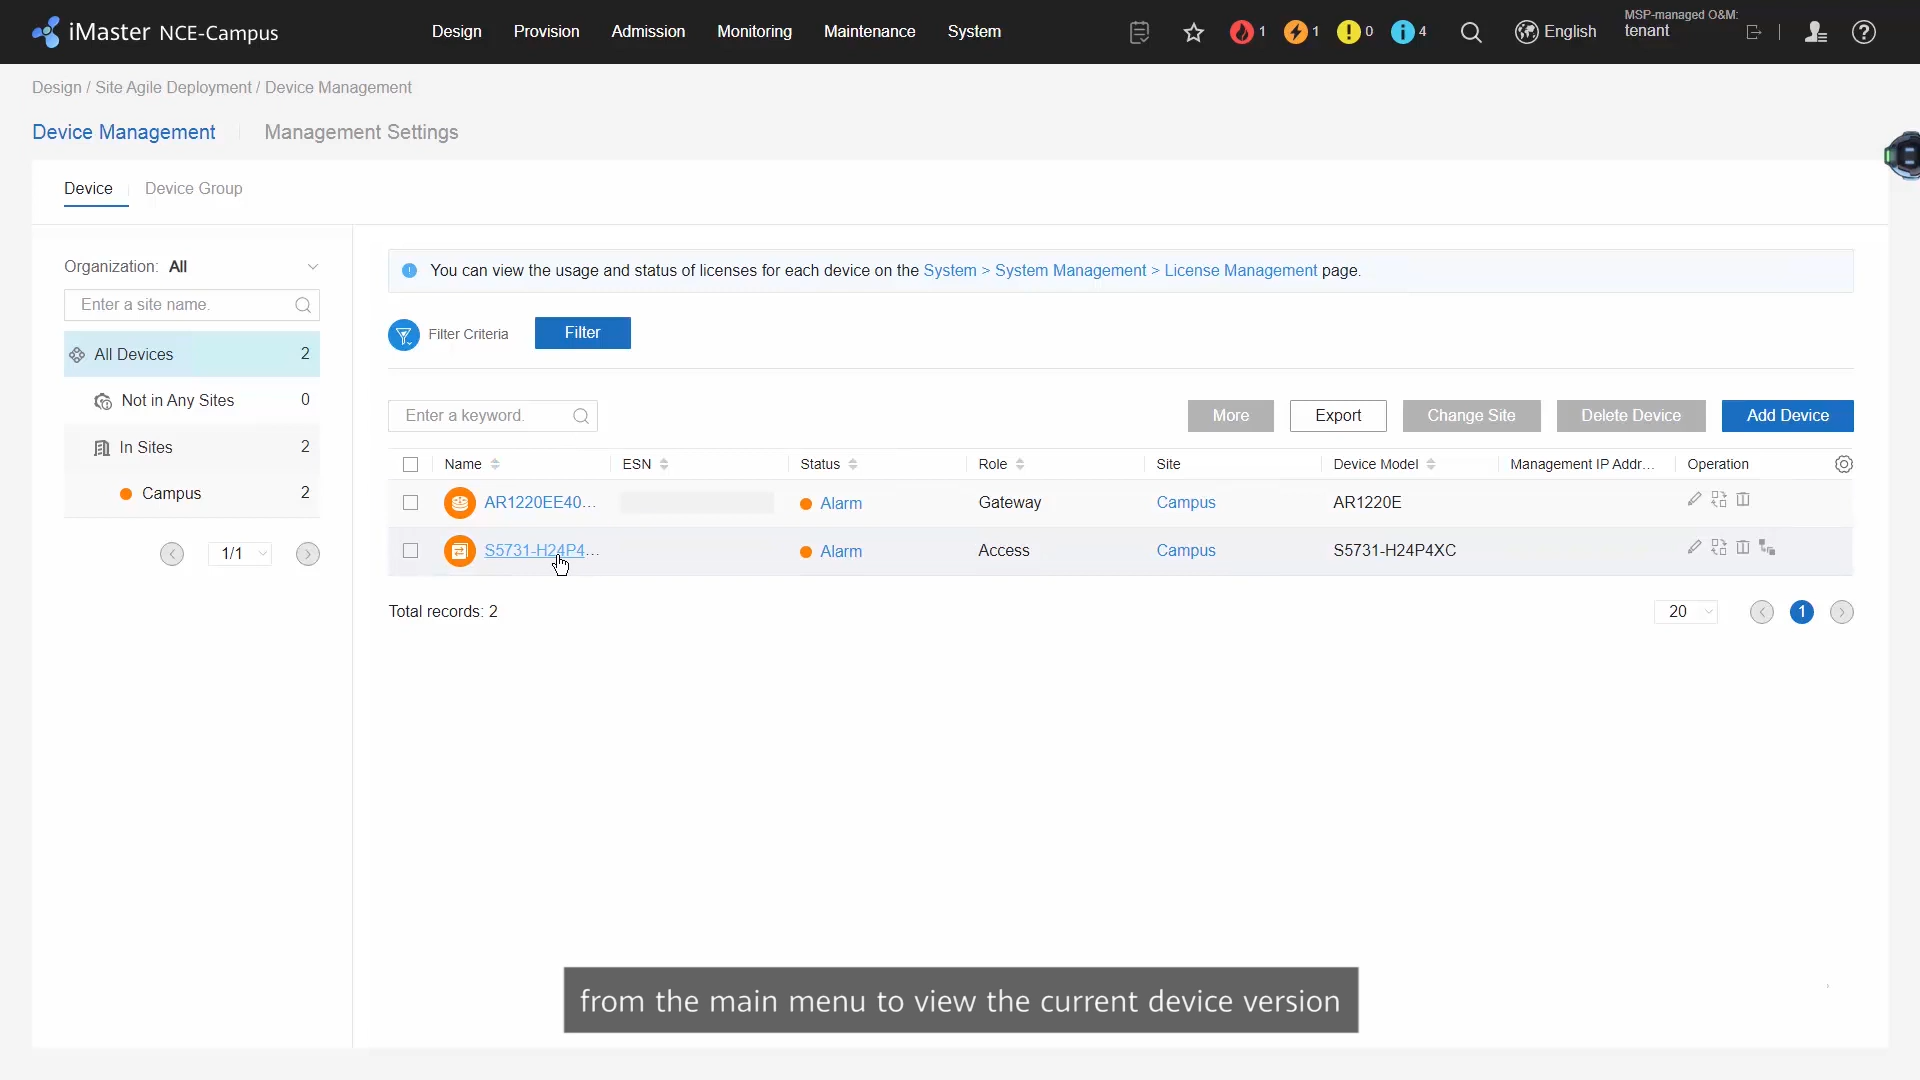 iMaster NCE-Campus
Design Provision Admission Monitoring Maintenance System
1 1 0 4
English
MSP-managed O&M:
tenant
Design / Site Agile Deployment / Device Management
Device Management Management Settings
Device Device Group
Organization: All
Enter a site name.
All Devices 2
Not in Any Sites 0
In Sites 2
Campus 2
1/1
You can view the usage and status of licenses for each device on the System > System Management > License Management page.
Filter Criteria Filter
Enter a keyword. More Export Change Site Delete Device Add Device
Name ESN Status Role Site Device Model Management IP Addr... Operation
AR1220EE40... Alarm Gateway Campus AR1220E
S5731-H24P4... Alarm Access Campus S5731-H24P4XC
Total records: 2 20 1
from the main menu to view the current device version